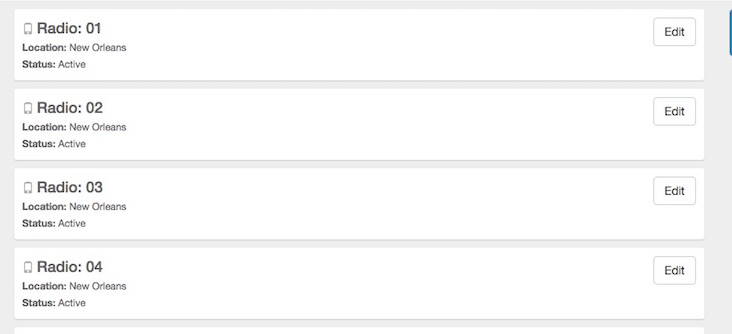 Radio: 01
Edit
Location: New Orleans
Status: Active
Radio: 02
Edit
Location: New Orleans
Status: Active
Radio: 03
Edit
Location: New Orleans
Status: Active
Radio: 04
Edit
Location: New Orleans
Status: Active